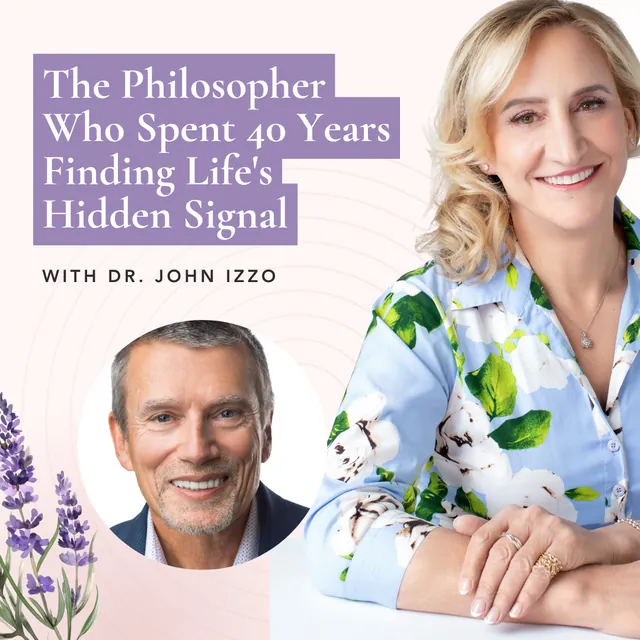 The Philosopher
Who Spent 40 Years
Finding Life's
Hidden Signal
WITH DR. JOHN IZZO